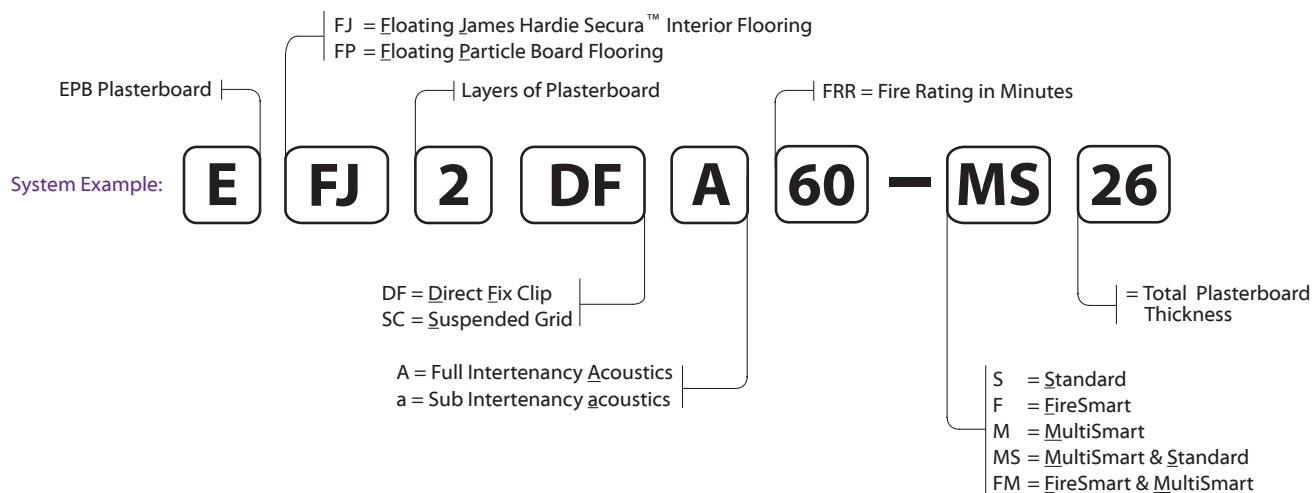 FJ = Floating James Hardie Secura™ Interior Flooring
FP = Floating Particle Board Flooring
EPB Plasterboard
Layers of Plasterboard
FRR = Fire Rating in Minutes
System Example: E FJ 2 DF A 60 – MS 26
DF = Direct Fix Clip
SC = Suspended Grid
= Total Plasterboard
Thickness
A = Full Intertenancy Acoustics
a = Sub Intertenancy acoustics
S = Standard
F = FireSmart
M = MultiSmart
MS = MultiSmart & Standard
FM = FireSmart & MultiSmart